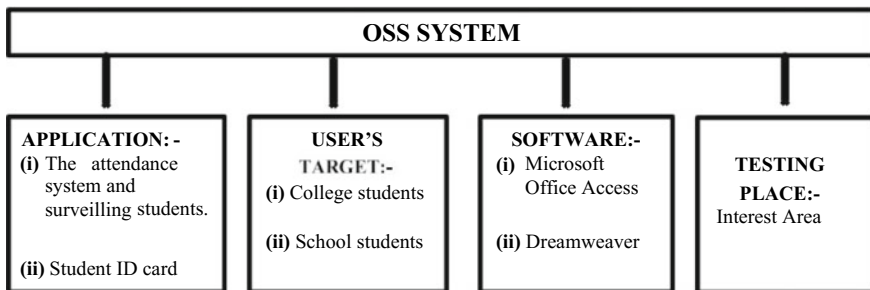 OSS SYSTEM
APPLICATION: -
(i) The attendance
system and
surveilling students.
(ii) Student ID card
USER'S
TARGET:-
(i) College students
(ii) School students
SOFTWARE:-
(i) Microsoft
Office Access
(ii) Dreamweaver
TESTING
PLACE:-
Interest Area